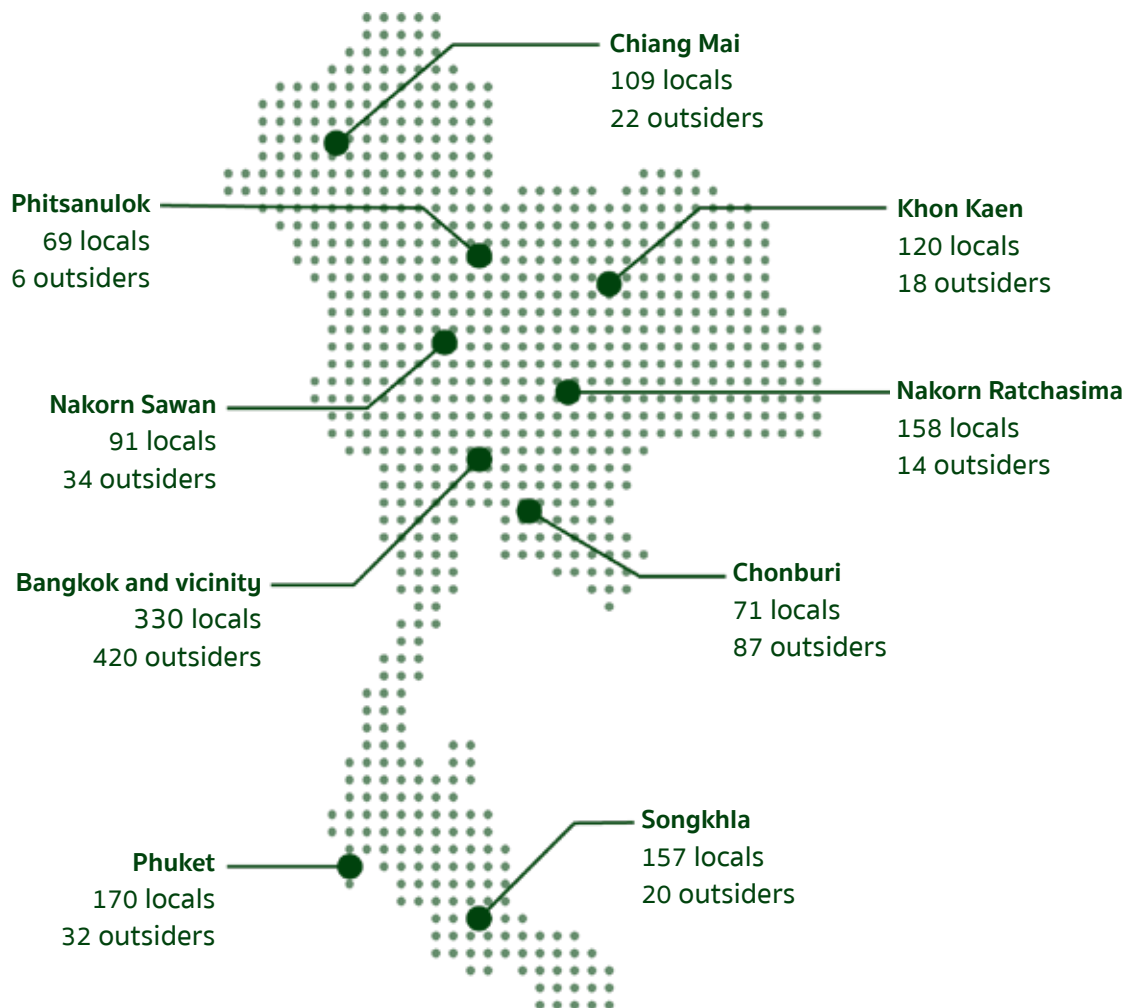 Chiang Mai
109 locals
22 outsiders
Phitsanulok
69 locals
6 outsiders
Khon Kaen
120 locals
18 outsiders
Nakorn Sawan
91 locals
34 outsiders
Nakorn Ratchasima
158 locals
14 outsiders
Bangkok and vicinity
330 locals
420 outsiders
Chonburi
71 locals
87 outsiders
Songkhla
157 locals
20 outsiders
Phuket
170 locals
32 outsiders